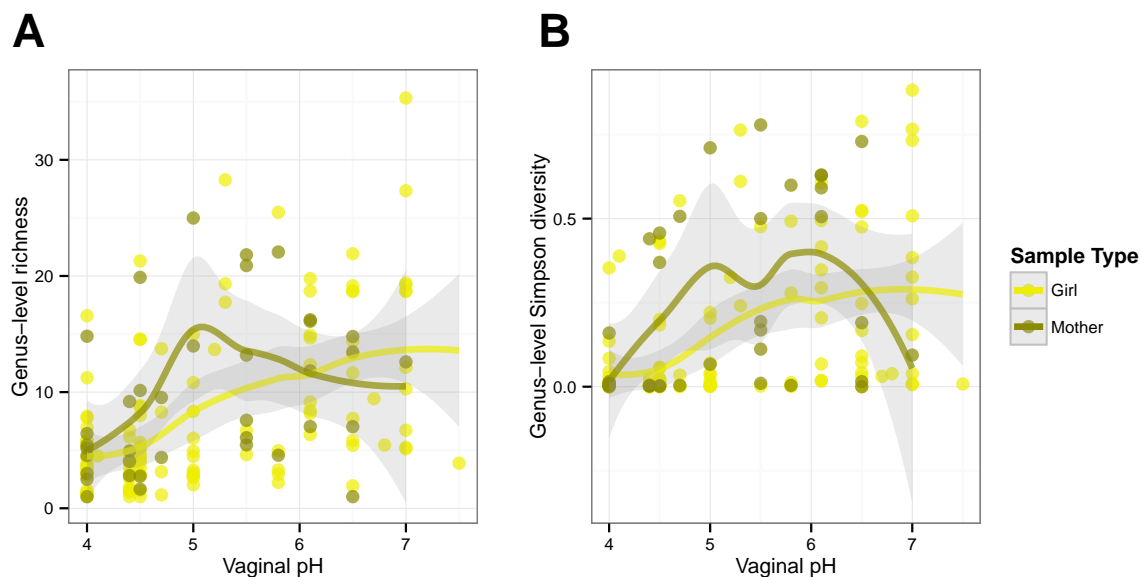 A
Genus-level richness
30
20
10
0
4 5 6 7
Vaginal pH
B
Genus-level Simpson diversity
0.5
0.0
4 5 6 7
Vaginal pH
Sample Type
Girl
Mother